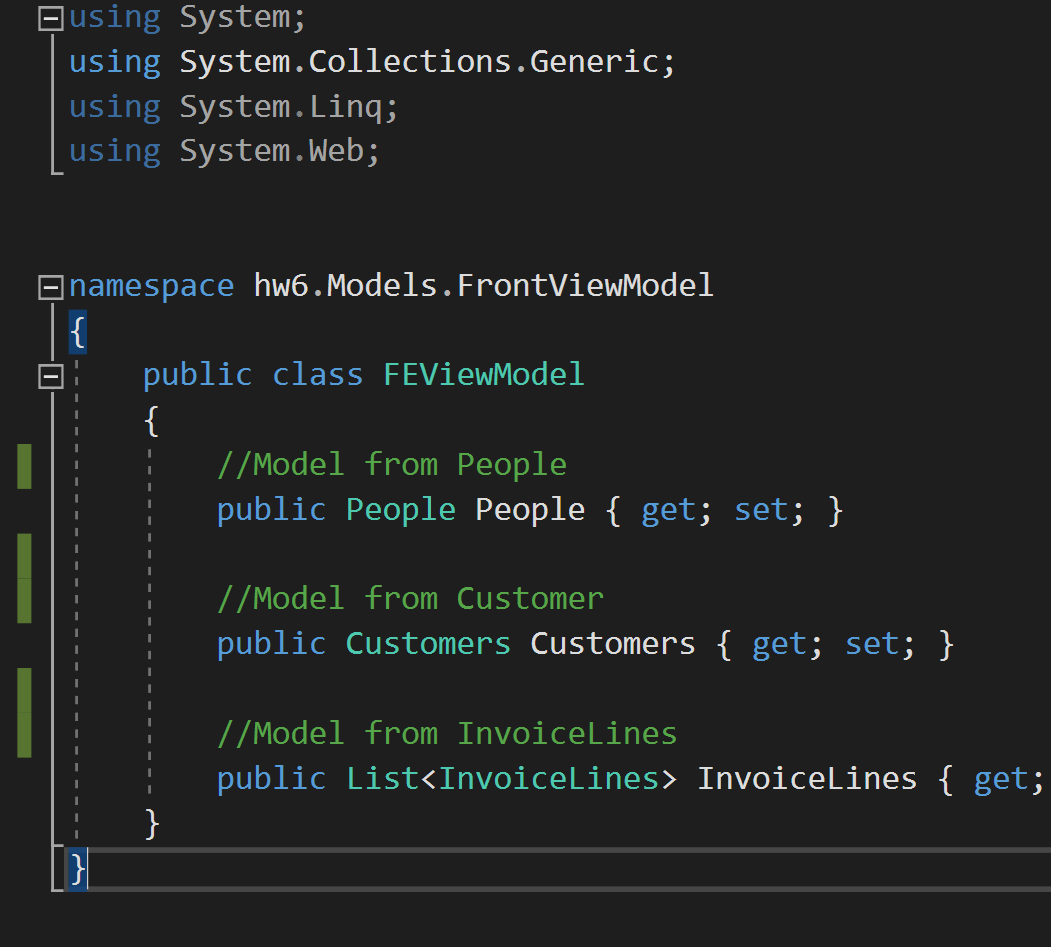 using System;
using System.Collections.Generic;
using System.Linq;
using System.Web;
namespace hw6.Models.FrontViewModel
{
public class FEViewModel
{
//Model from People
public People People { get; set; }
//Model from Customer
public Customers Customers { get; set; }
//Model from InvoiceLines
public List<InvoiceLines> InvoiceLines { get;
}
}